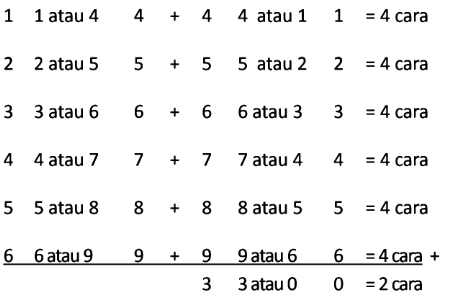 1 1 atau 4 4 + 4 4 atau 1 1 = 4 cara
2 2 atau 5 5 + 5 5 atau 2 2 = 4 cara
3 3 atau 6 6 + 6 6 atau 3 3 = 4 cara
4 4 atau 7 7 + 7 7 atau 4 4 = 4 cara
5 5 atau 8 8 + 8 8 atau 5 5 = 4 cara
6 6 atau 9 9 + 9 9 atau 6 6 = 4 cara +
3 3 atau 0 0 = 2 cara